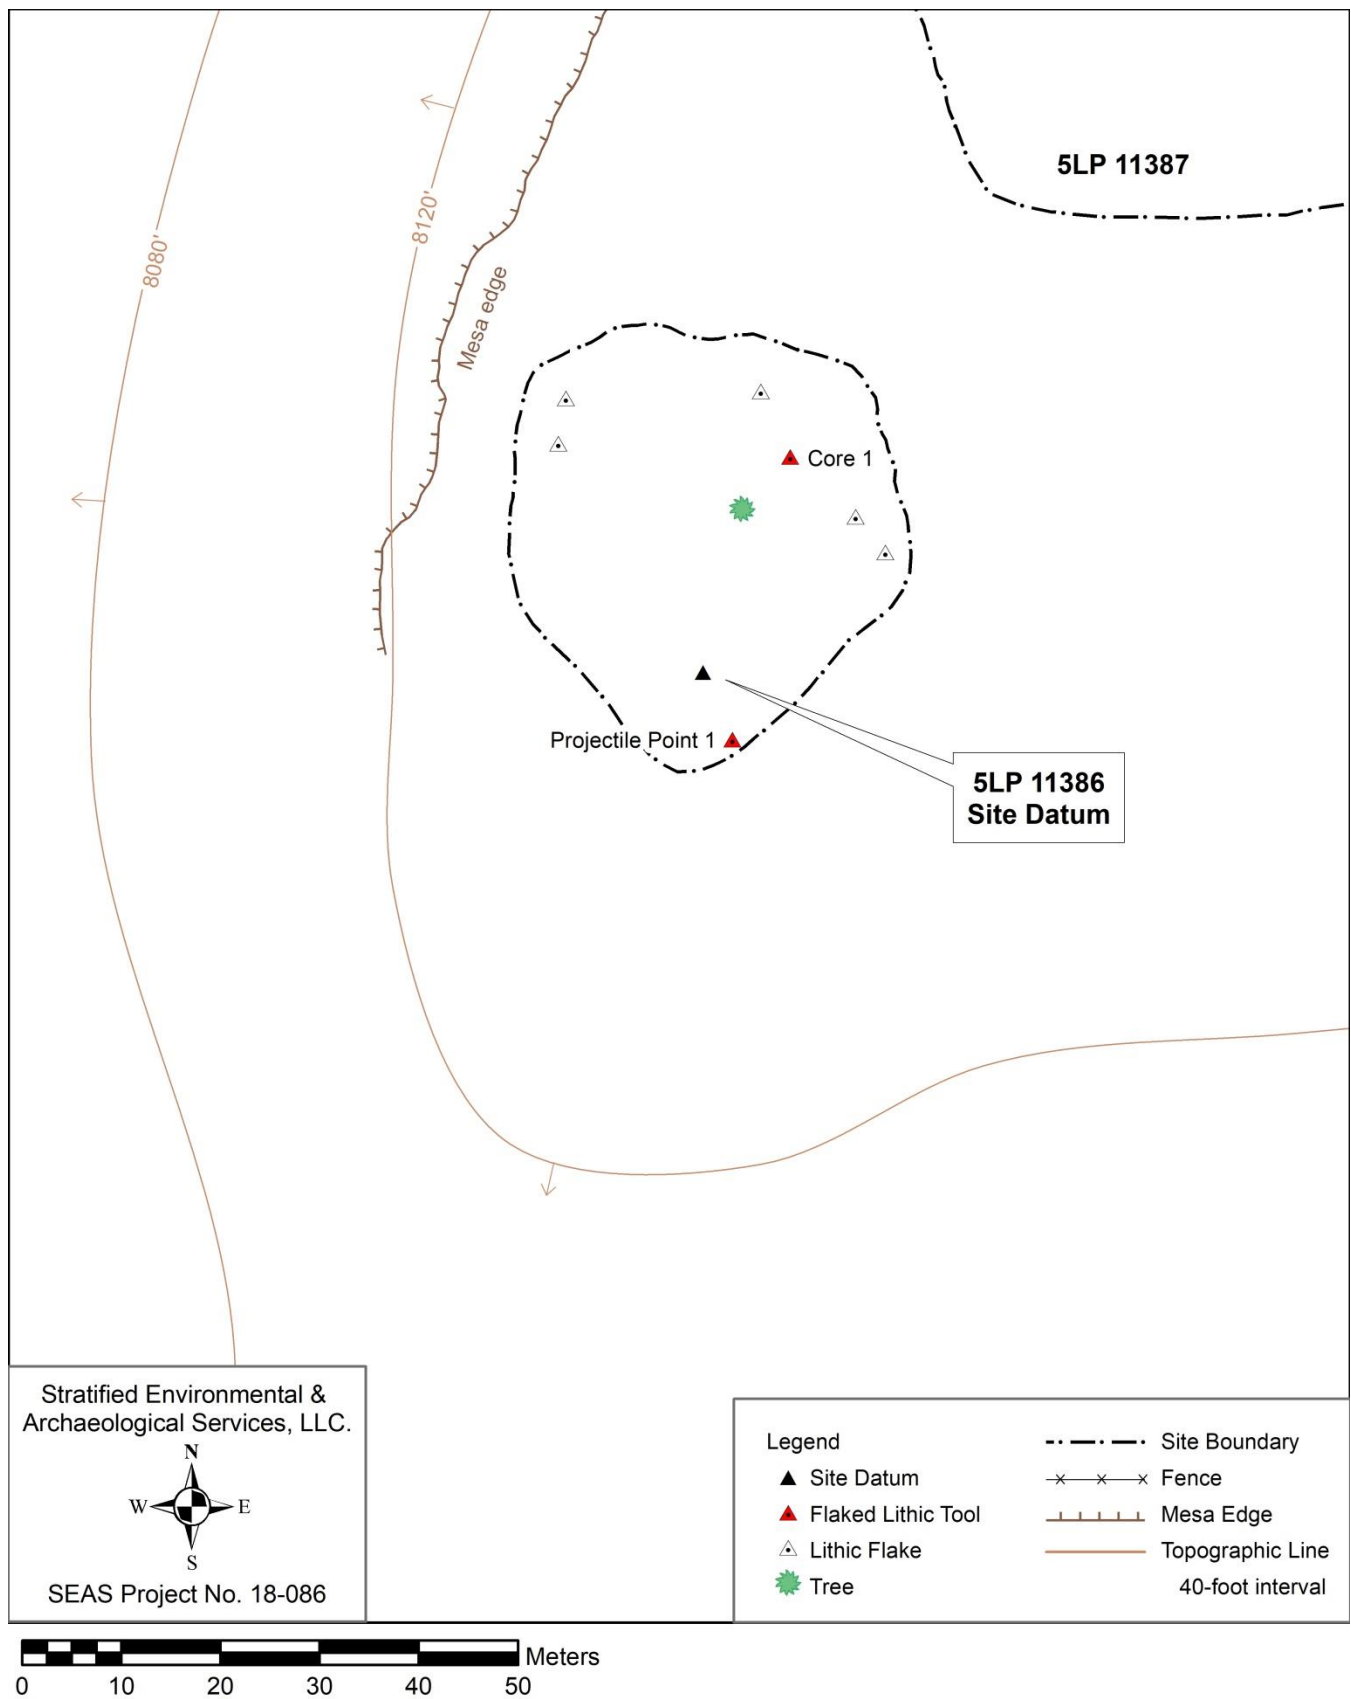 5LP 11387
8120'
8080'
Mesa edge
Core 1
Projectile Point 1
5LP 11386
Site Datum
Stratified Environmental &
Archaeological Services, LLC.
N
W E
S
SEAS Project No. 18-086
Legend
Site Datum
Flaked Lithic Tool
Lithic Flake
Tree
Site Boundary
Fence
Mesa Edge
Topographic Line
40-foot interval
Meters
0 10 20 30 40 50